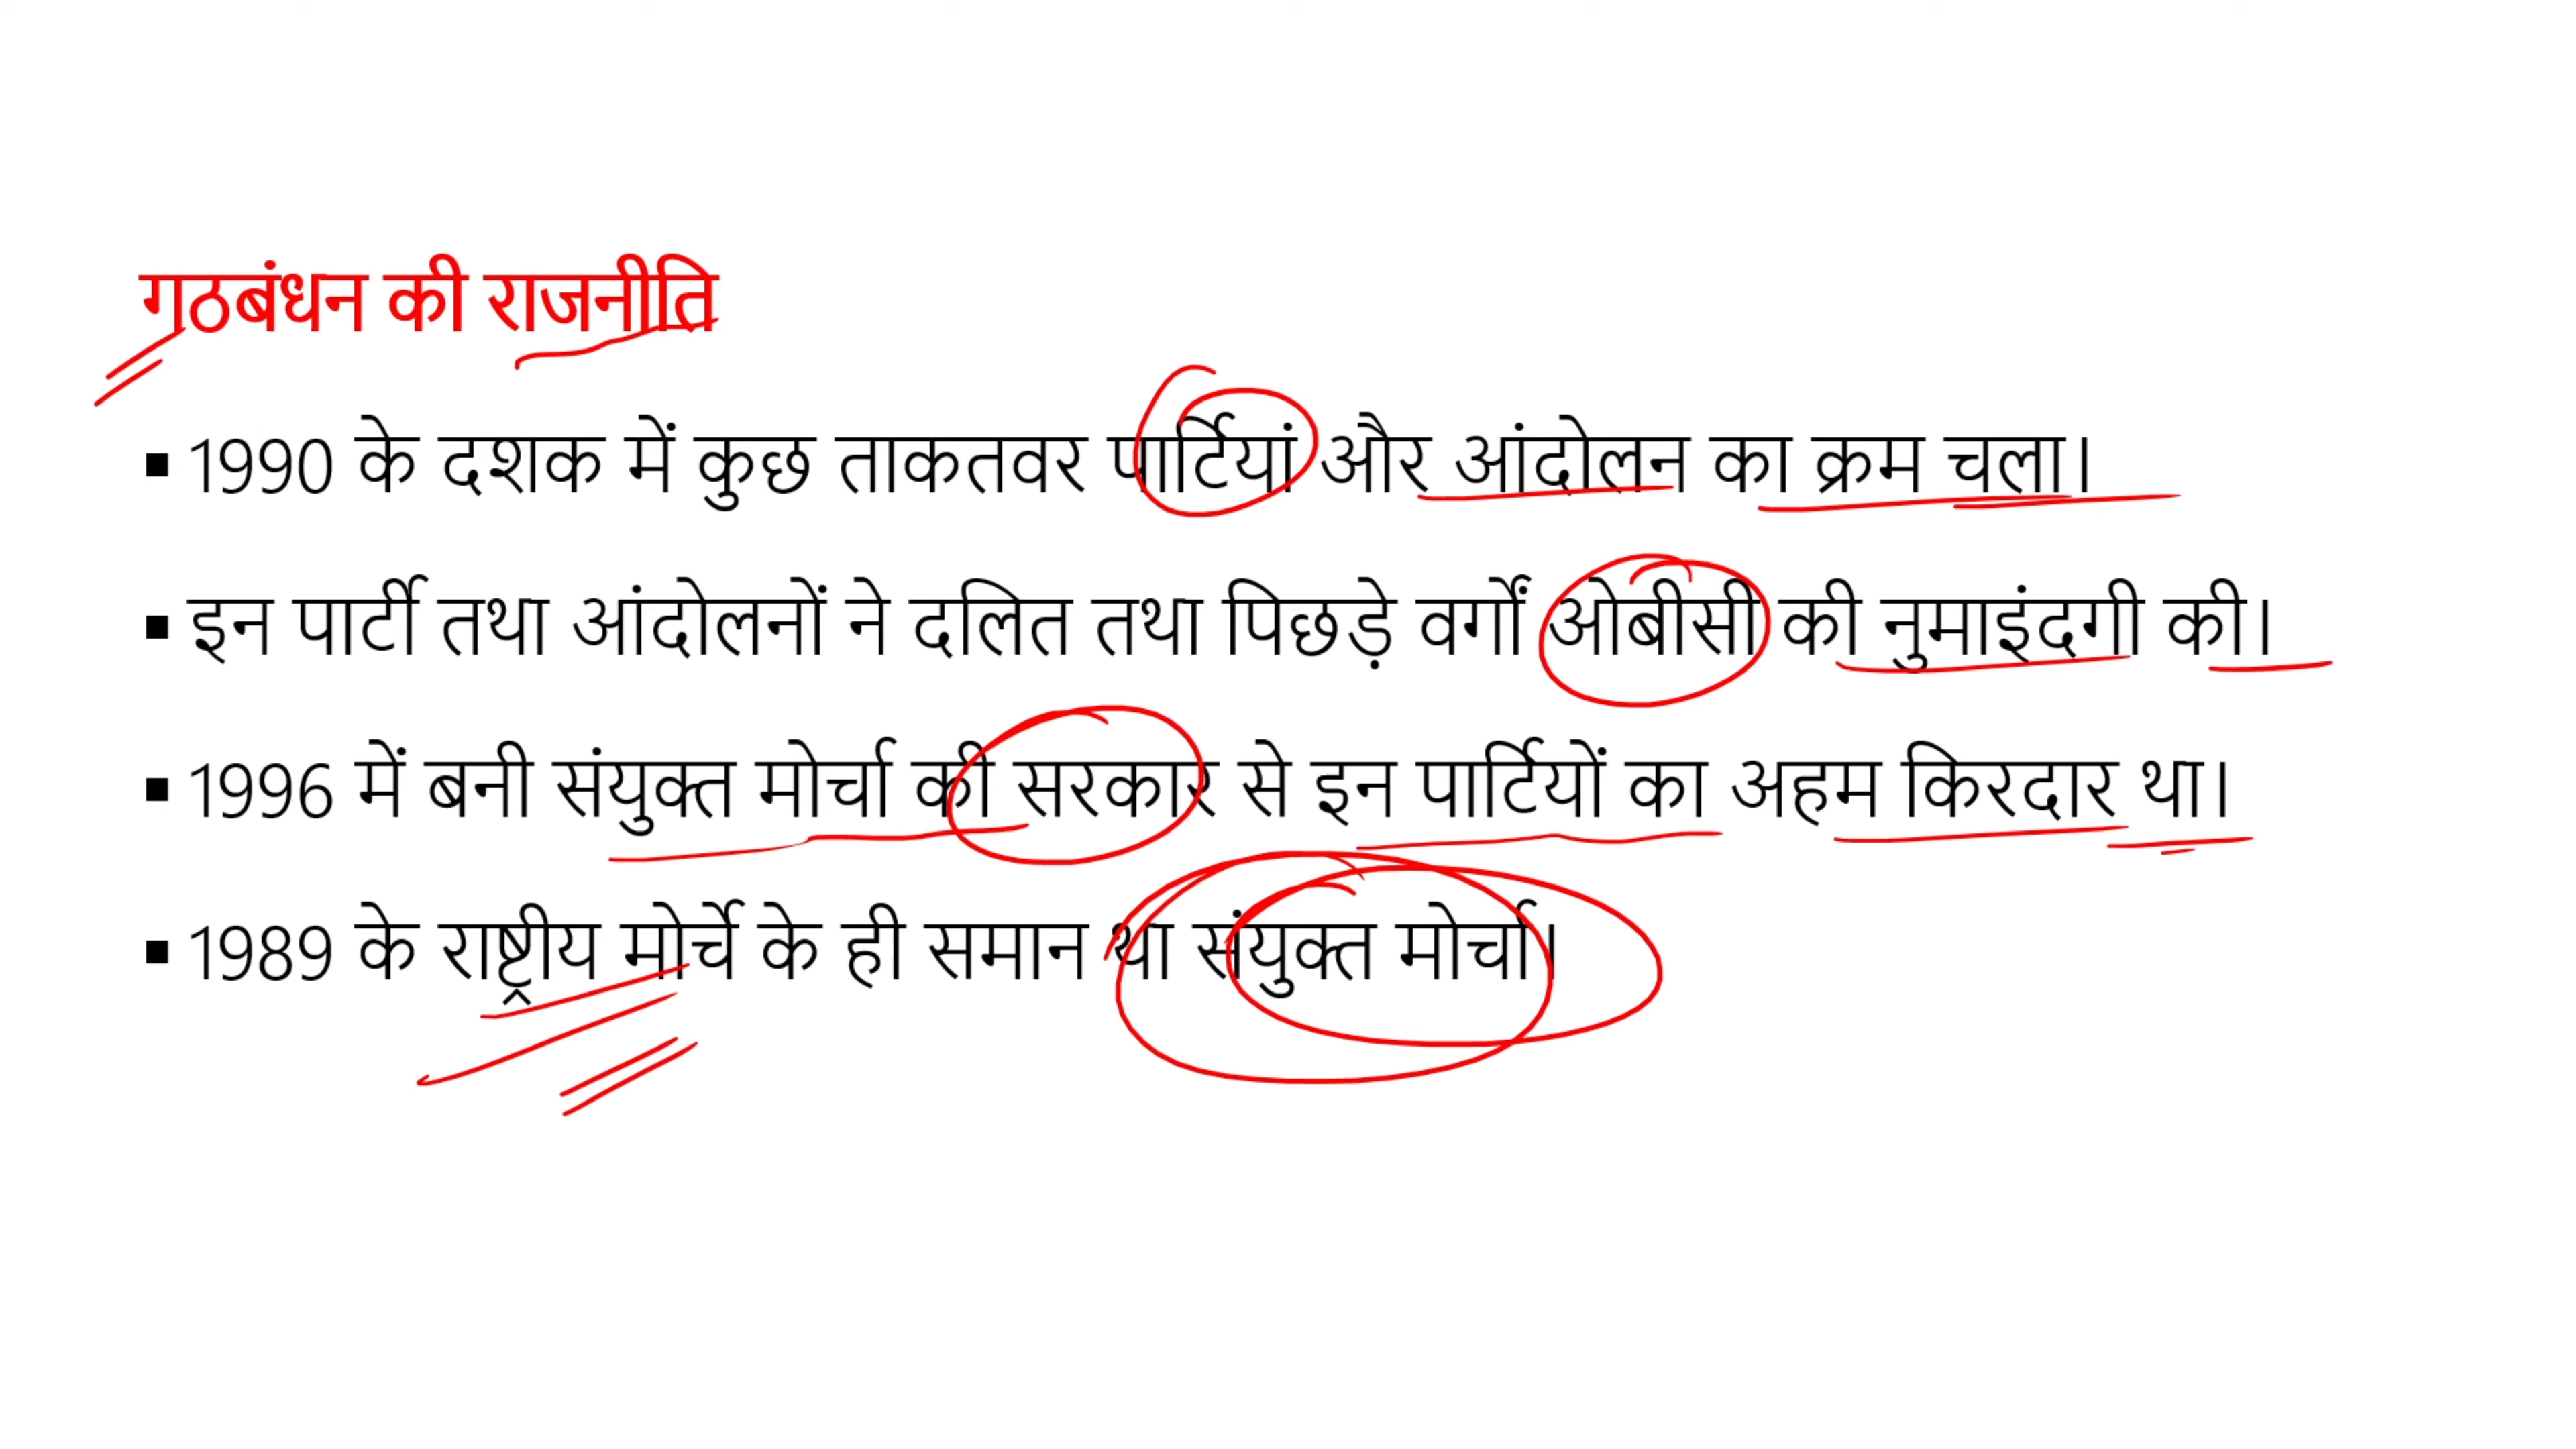 गठबंधन की राजनीति
▪ 1990 के दशक में कुछ ताकतवर पार्टियां और आंदोलन का क्रम चला।
▪ इन पार्टी तथा आंदोलनों ने दलित तथा पिछड़े वर्गों ओबीसी की नुमाइंदगी की।
▪ 1996 में बनी संयुक्त मोर्चा की सरकार से इन पार्टियों का अहम किरदार था।
▪ 1989 के राष्ट्रीय मोर्चे के ही समान था संयुक्त मोर्चा।